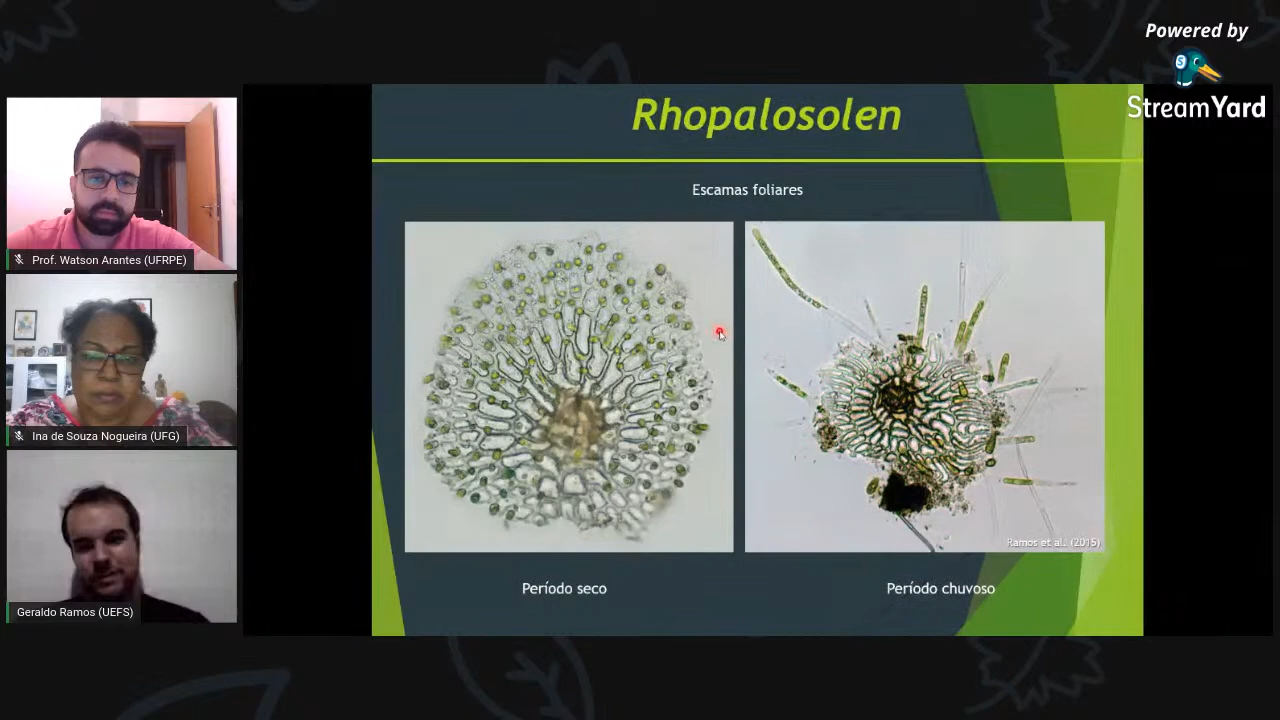 Powered by
StreamYard
Rhopalosolen
Escamas foliares
Prof. Watson Arantes (UFRPE)
Ina de Souza Nogueira (UFG)
Geraldo Ramos (UEFS)
Ramos et al. (2015)
Período seco
Período chuvoso